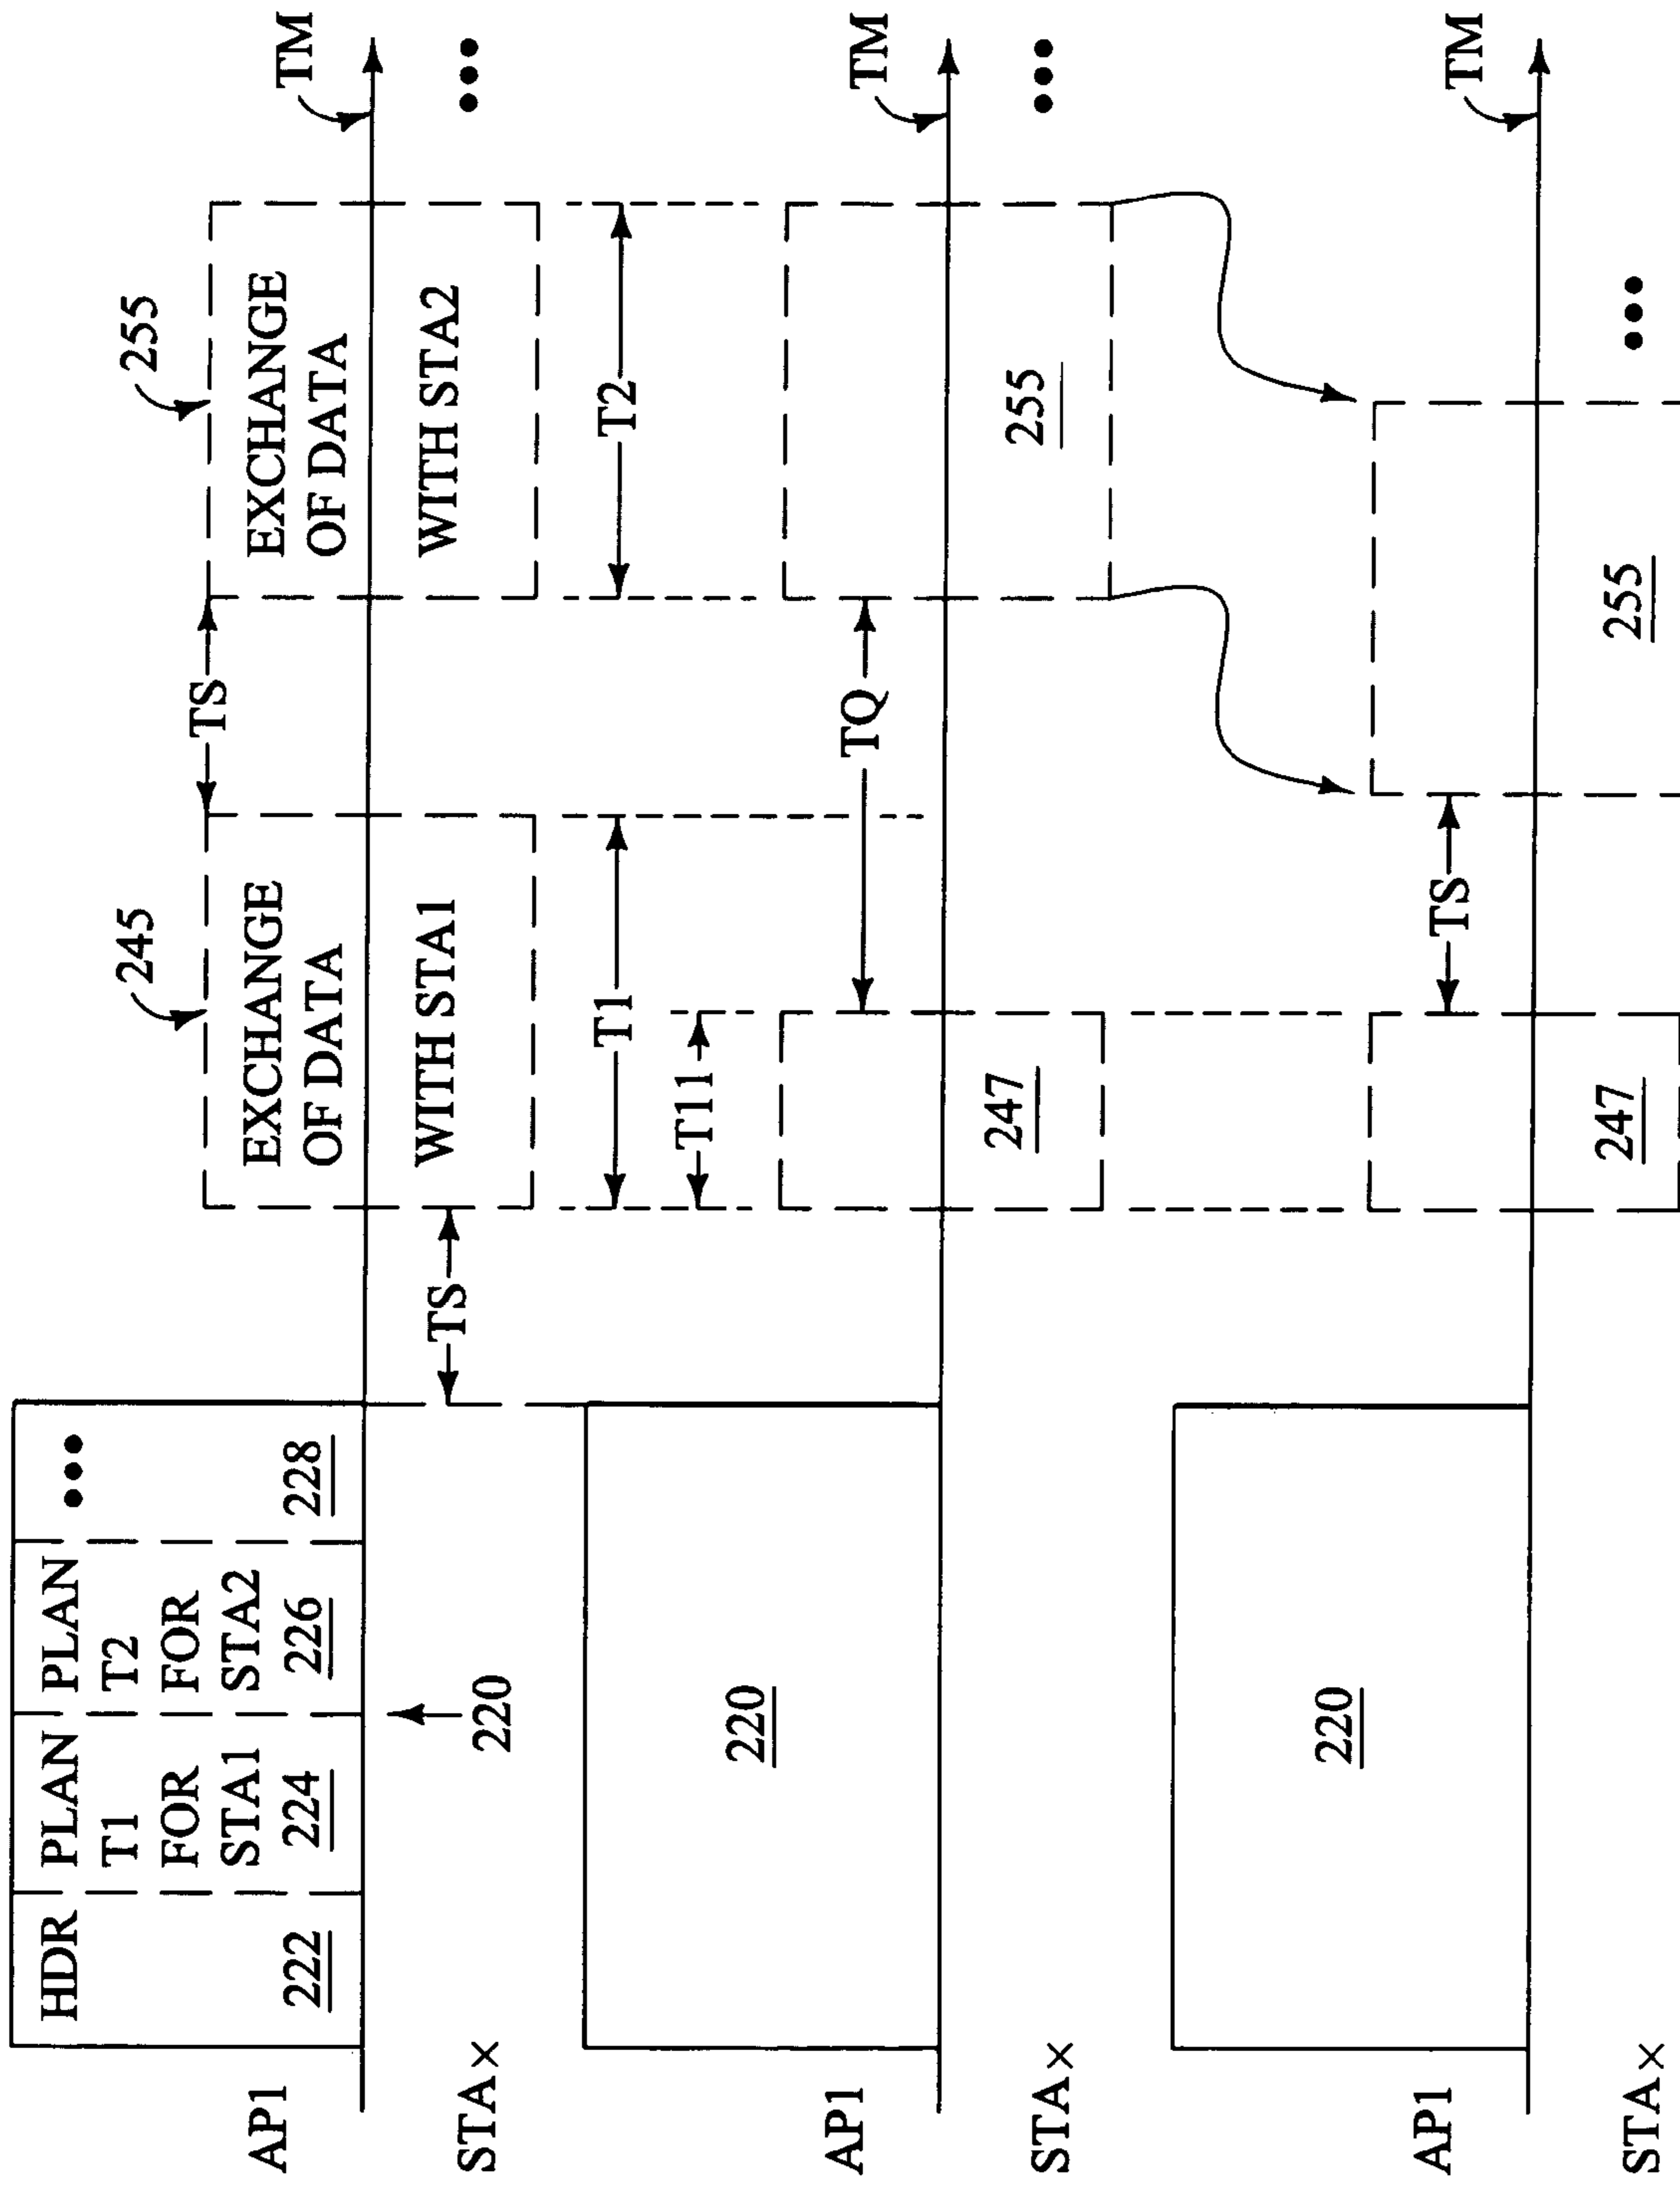 HDR
222
PLAN
T1
FOR
STA1
224
PLAN
T2
FOR
STA2
226
•••
228
220
AP1
STA×
TS
245
EXCHANGE
OF DATA
WITH STA1
TS
255
EXCHANGE
OF DATA
WITH STA2
TM
•••
T1
T2
T11
AP1
STA×
220
247
TQ
255
TM
•••
AP1
STA×
220
247
TS
255
TM
•••